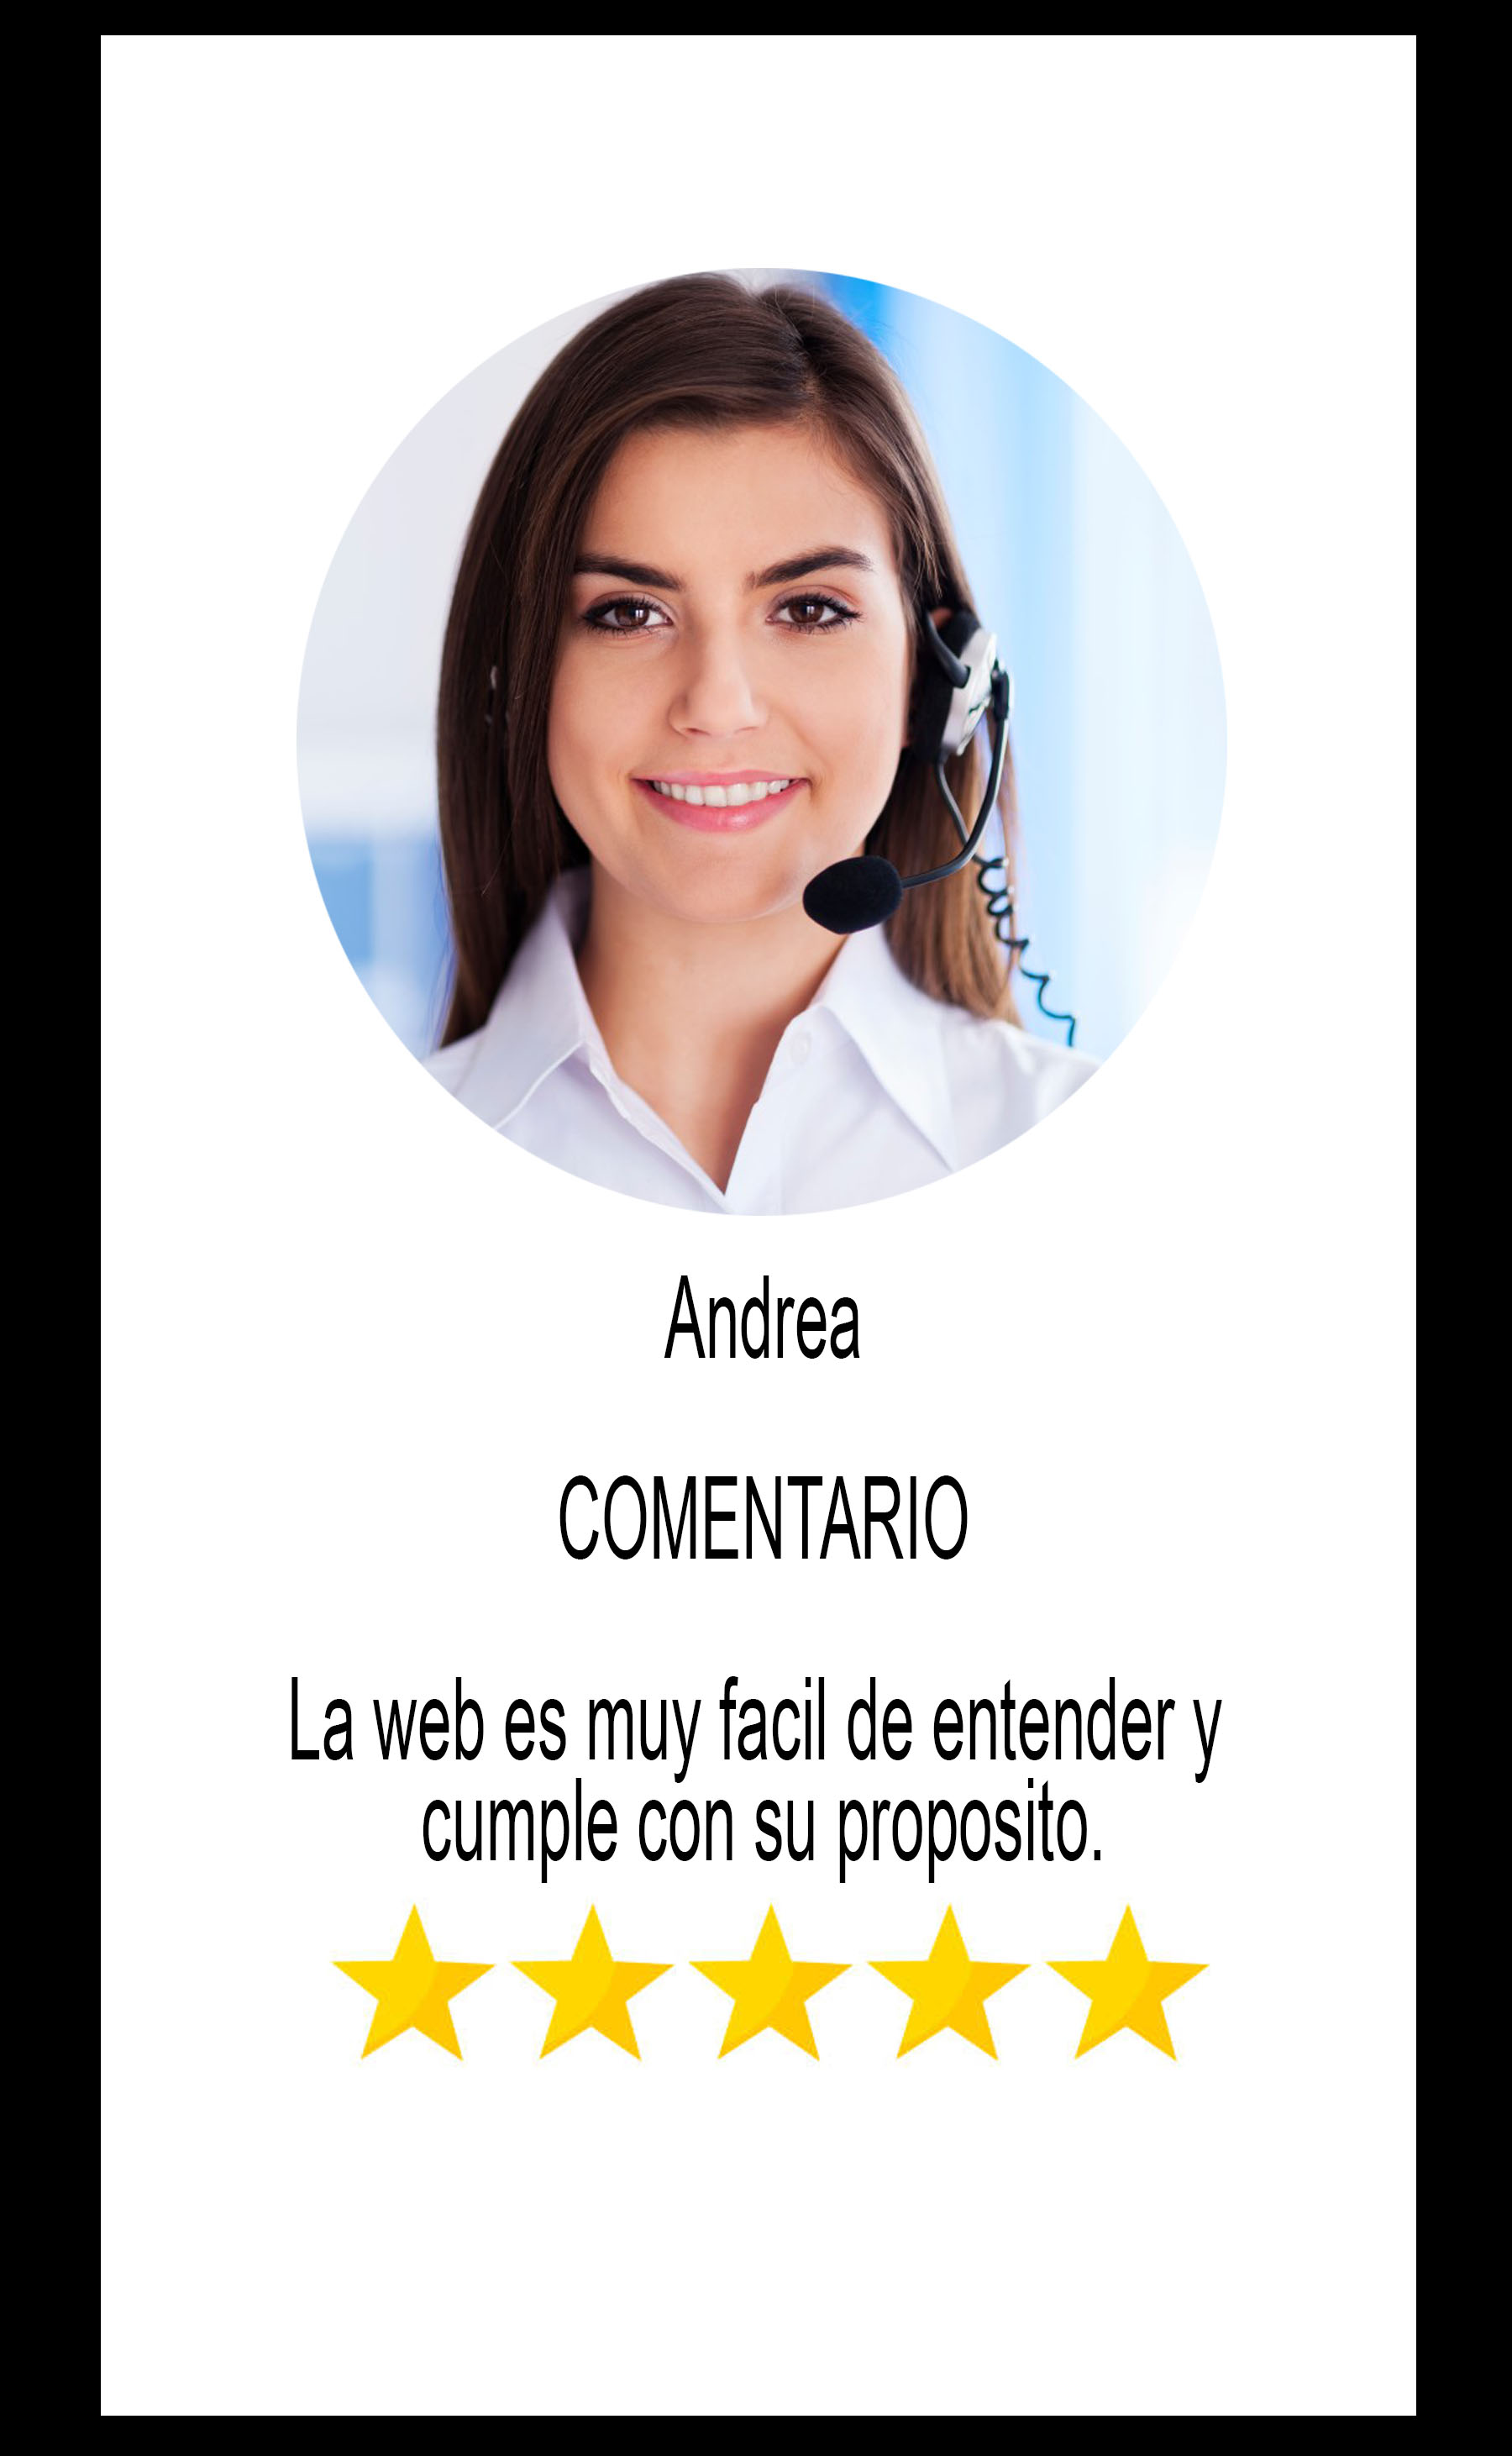 Andrea
COMENTARIO
La web es muy facil de entender y
cumple con su proposito.